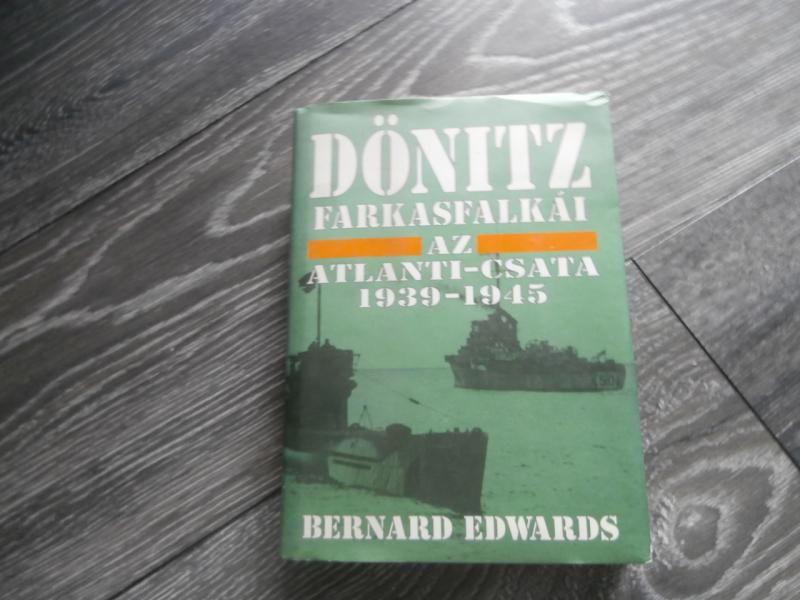 DÖNITZ
FARKASFALKÁI
AZ
ATLANTI-CSATA
1939-1945
BERNARD EDWARDS